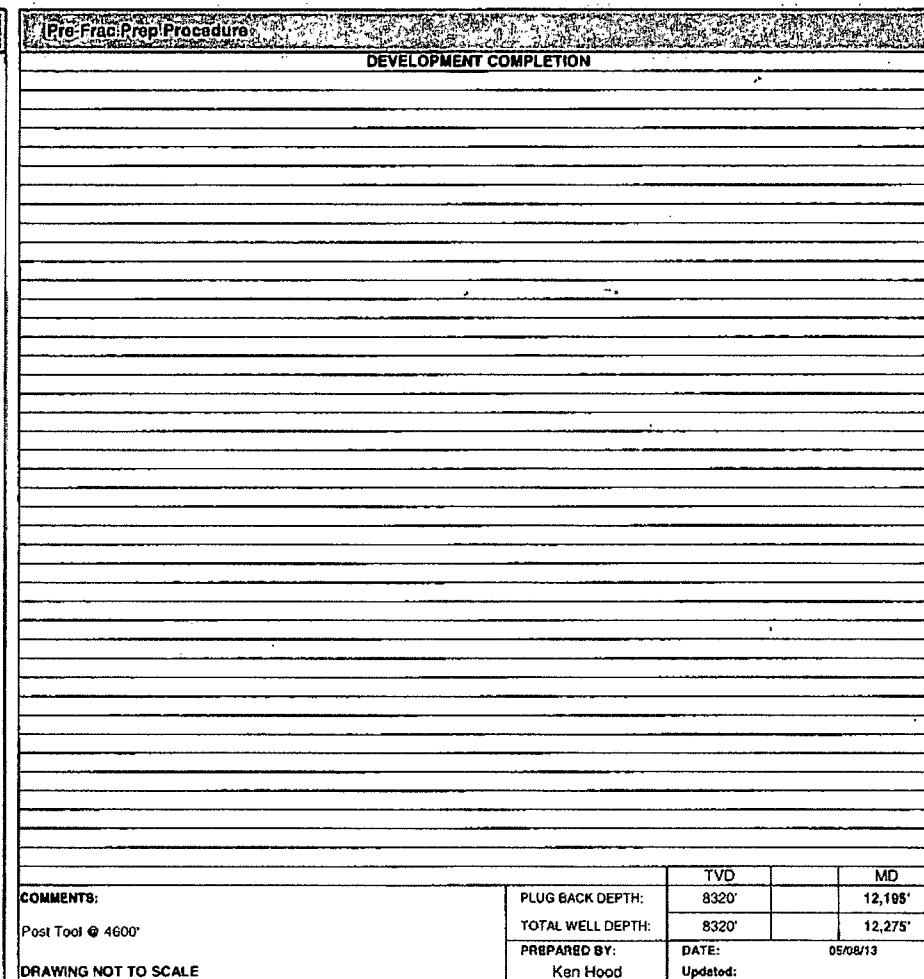 Pre-Frac Prep Procedure
DEVELOPMENT COMPLETION
TVD MD
COMMENTS: PLUG BACK DEPTH: 8320' 12,195'
Post Tool @ 4600' TOTAL WELL DEPTH: 8320' 12,275'
PREPARED BY: DATE: 05/08/13
DRAWING NOT TO SCALE Ken Hood Updated: